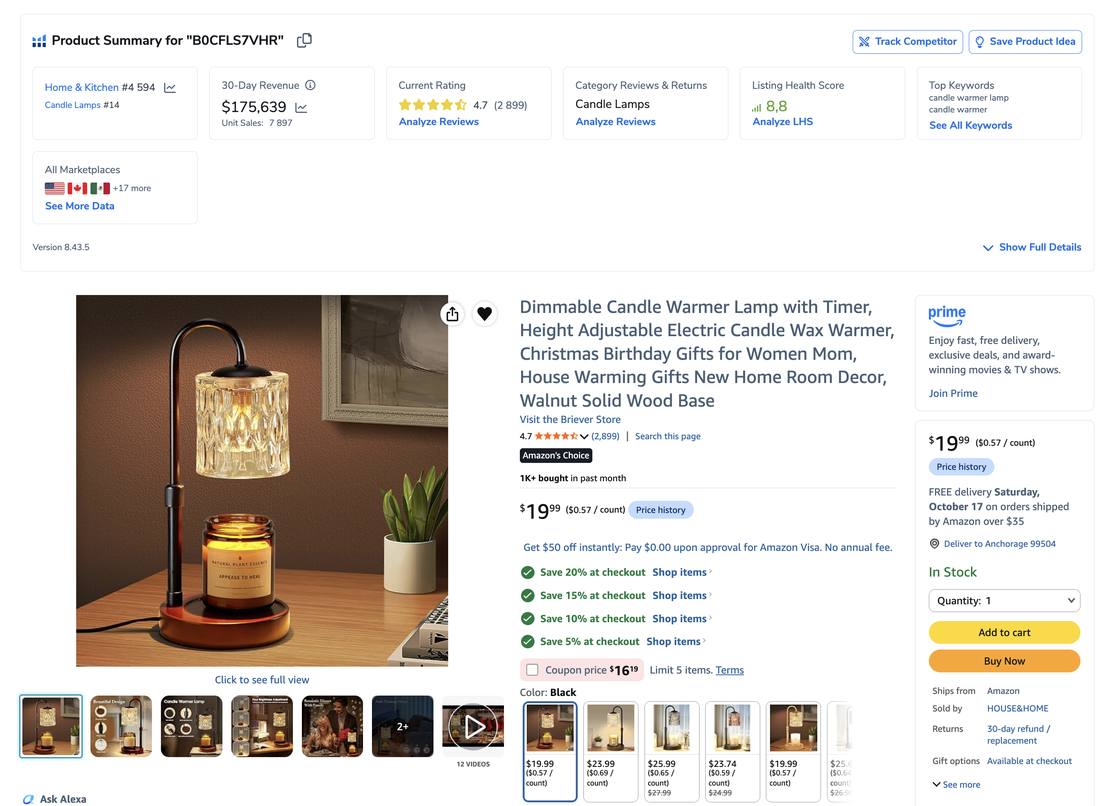 Product Summary for "B0CFLS7VHR"
Track Competitor
Save Product Idea
Home & Kitchen #4 594
Candle Lamps #14
30-Day Revenue
$175,639
Unit Sales: 7 897
Current Rating
4.7 (2 899)
Analyze Reviews
Category Reviews & Returns
Candle Lamps
Analyze Reviews
Listing Health Score
8,8
Analyze LHS
Top Keywords
candle warmer lamp
candle warmer
See All Keywords
All Marketplaces
+17 more
See More Data
Version 8.43.5
Show Full Details
NATURAL PLANT ESSENCE
APPEASE TO HEAL
Click to see full view
Beautiful Design
Candle Warmer Lamp
2+
12 VIDEOS
Ask Alexa
Dimmable Candle Warmer Lamp with Timer,
Height Adjustable Electric Candle Wax Warmer,
Christmas Birthday Gifts for Women Mom,
House Warming Gifts New Home Room Decor,
Walnut Solid Wood Base
Visit the Briever Store
4.7 (2,899) | Search this page
Amazon's Choice
1K+ bought in past month
$1999 ($0.57 / count) Price history
Get $50 off instantly: Pay $0.00 upon approval for Amazon Visa. No annual fee.
Save 20% at checkout Shop items
Save 15% at checkout Shop items
Save 10% at checkout Shop items
Save 5% at checkout Shop items
Coupon price $1619 Limit 5 items. Terms
Color: Black
$19.99
($0.57 /
count)
$23.99
($0.69 /
count)
$25.99
($0.65 /
count)
$27.99
$23.74
($0.59 /
count)
$24.99
$19.99
($0.57 /
count)
prime
Enjoy fast, free delivery,
exclusive deals, and award-
winning movies & TV shows.
Join Prime
$1999 ($0.57 / count)
Price history
FREE delivery Saturday,
October 17 on orders shipped
by Amazon over $35
Deliver to Anchorage 99504
In Stock
Quantity: 1
Add to cart
Buy Now
Ships from Amazon
Sold by HOUSE&HOME
Returns 30-day refund /
replacement
Gift options Available at checkout
See more